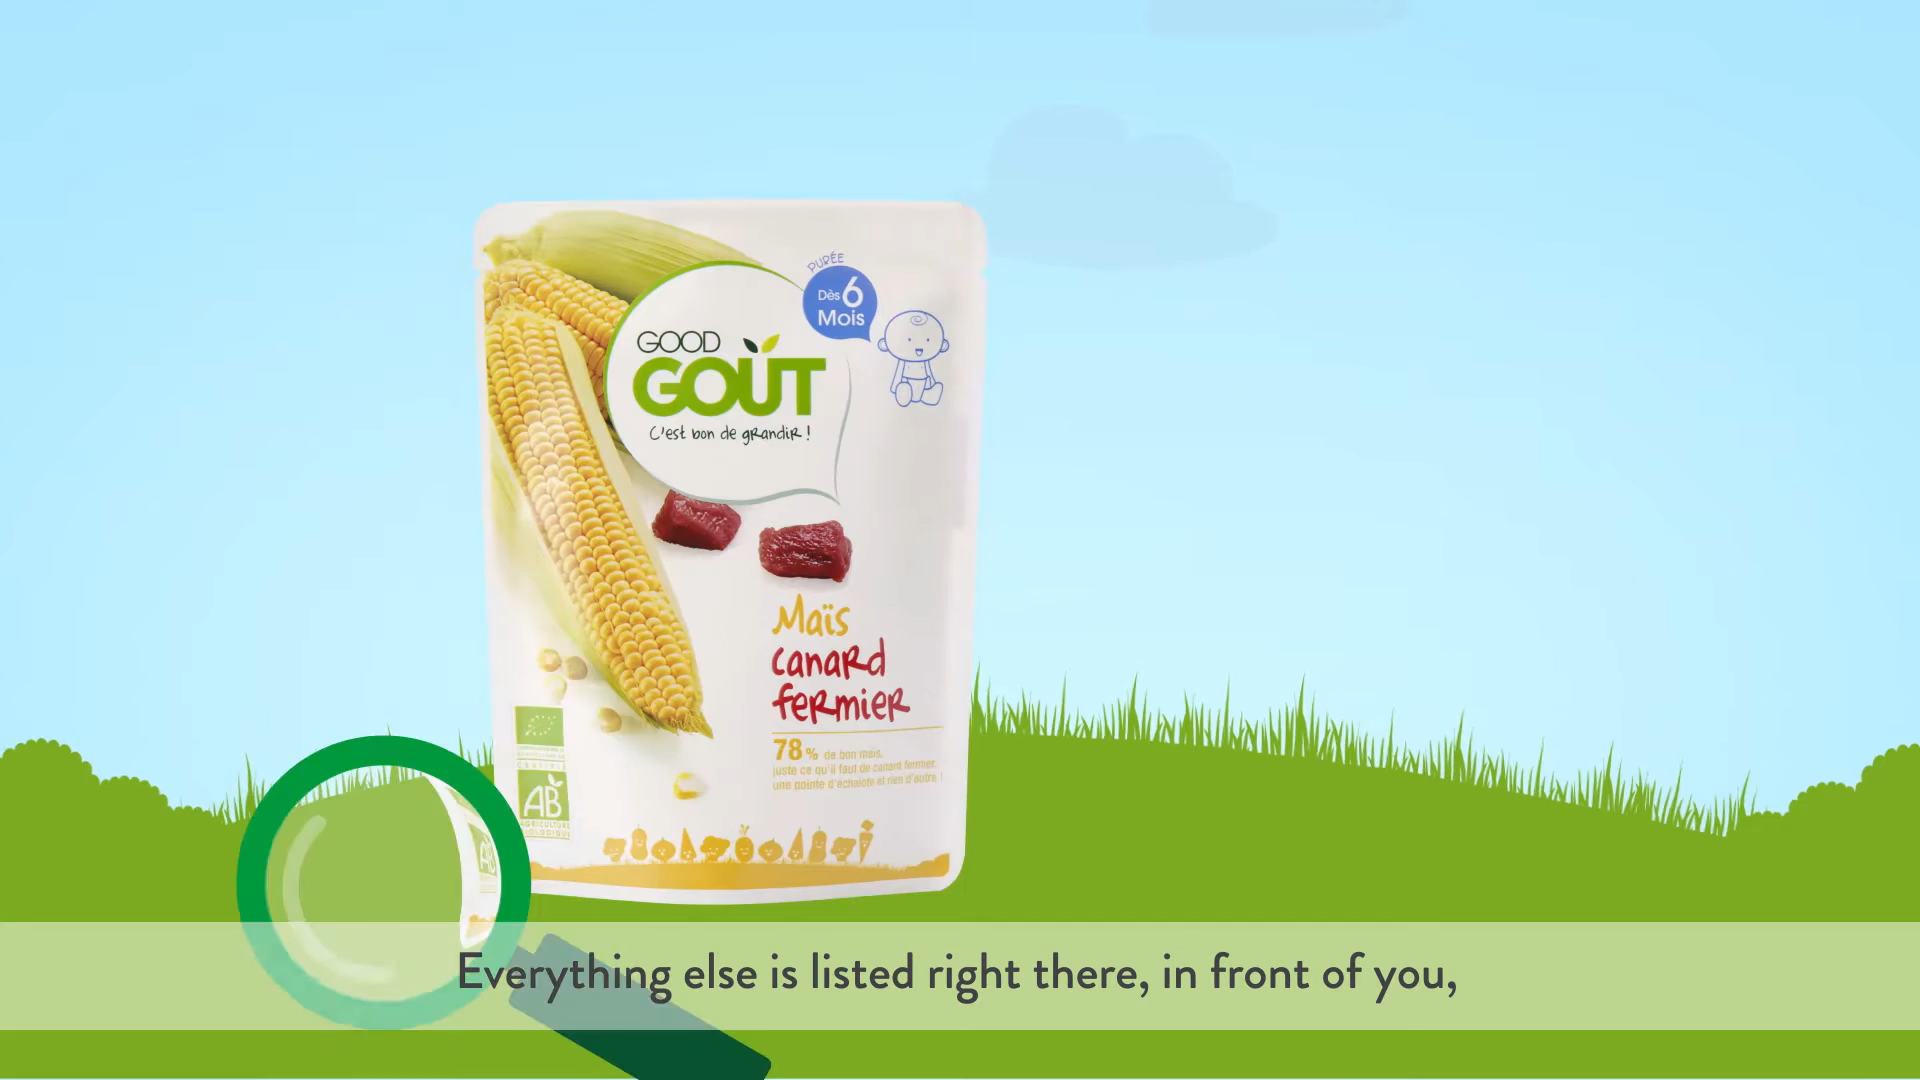 PURÉE
Dès 6
Mois
GOOD
GOÛT
C'est bon de grandir !
Maïs
canard
fermier
78% de bon maïs,
juste ce qu'il faut de canard fermier,
une pointe d'échalote et rien d'autre !
AB
AGRICULTURE
BIOLOGIQUE
Everything else is listed right there, in front of you,